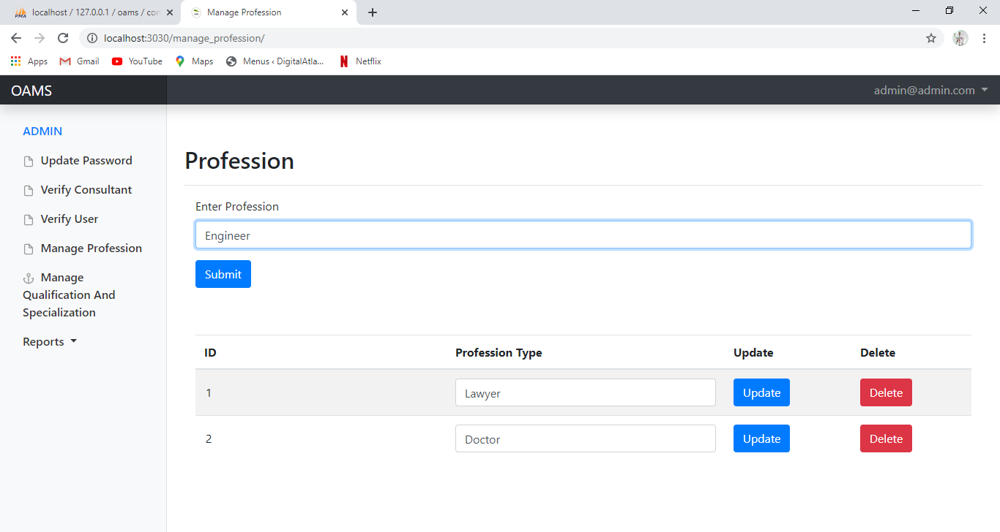 localhost / 127.0.0.1 / oams / con
Manage Profession
localhost:3030/manage_profession/
Apps Gmail YouTube Maps Menus ‹ DigitalAtla... Netflix
OAMS
admin@admin.com
ADMIN
Update Password
Verify Consultant
Verify User
Manage Profession
Manage
Qualification And
Specialization
Reports
Profession
Enter Profession
Engineer
Submit
ID Profession Type Update Delete
1 Lawyer Update Delete
2 Doctor Update Delete